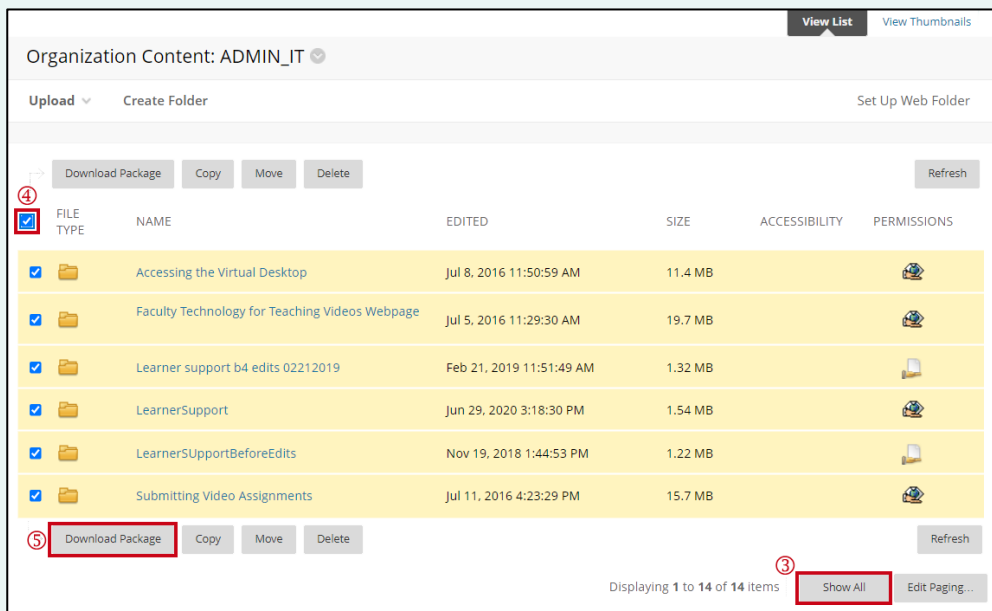 View List View Thumbnails
Organization Content: ADMIN_IT
Upload Create Folder Set Up Web Folder
Download Package Copy Move Delete Refresh
④
FILE TYPE NAME EDITED SIZE ACCESSIBILITY PERMISSIONS
Accessing the Virtual Desktop Jul 8, 2016 11:50:59 AM 11.4 MB
Faculty Technology for Teaching Videos Webpage Jul 5, 2016 11:29:30 AM 19.7 MB
Learner support b4 edits 02212019 Feb 21, 2019 11:51:49 AM 1.32 MB
LearnerSupport Jun 29, 2020 3:18:30 PM 1.54 MB
LearnerSUpportBeforeEdits Nov 19, 2018 1:44:53 PM 1.22 MB
Submitting Video Assignments Jul 11, 2016 4:23:29 PM 15.7 MB
⑤ Download Package Copy Move Delete Refresh
③
Displaying 1 to 14 of 14 items Show All Edit Paging...